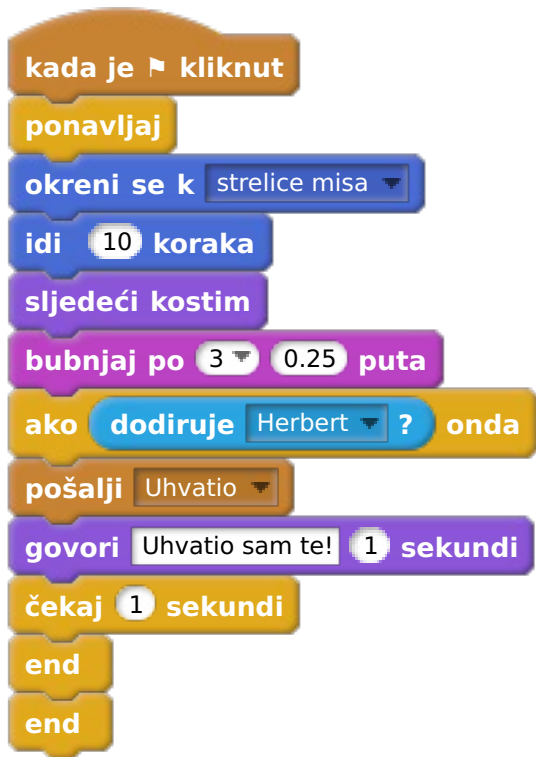 kada je ⚑ kliknut
ponavljaj
okreni se k strelice misa
idi 10 koraka
sljedeći kostim
bubnjaj po 3 0.25 puta
ako dodiruje Herbert ? onda
pošalji Uhvatio
govori Uhvatio sam te! 1 sekundi
čekaj 1 sekundi
end
end